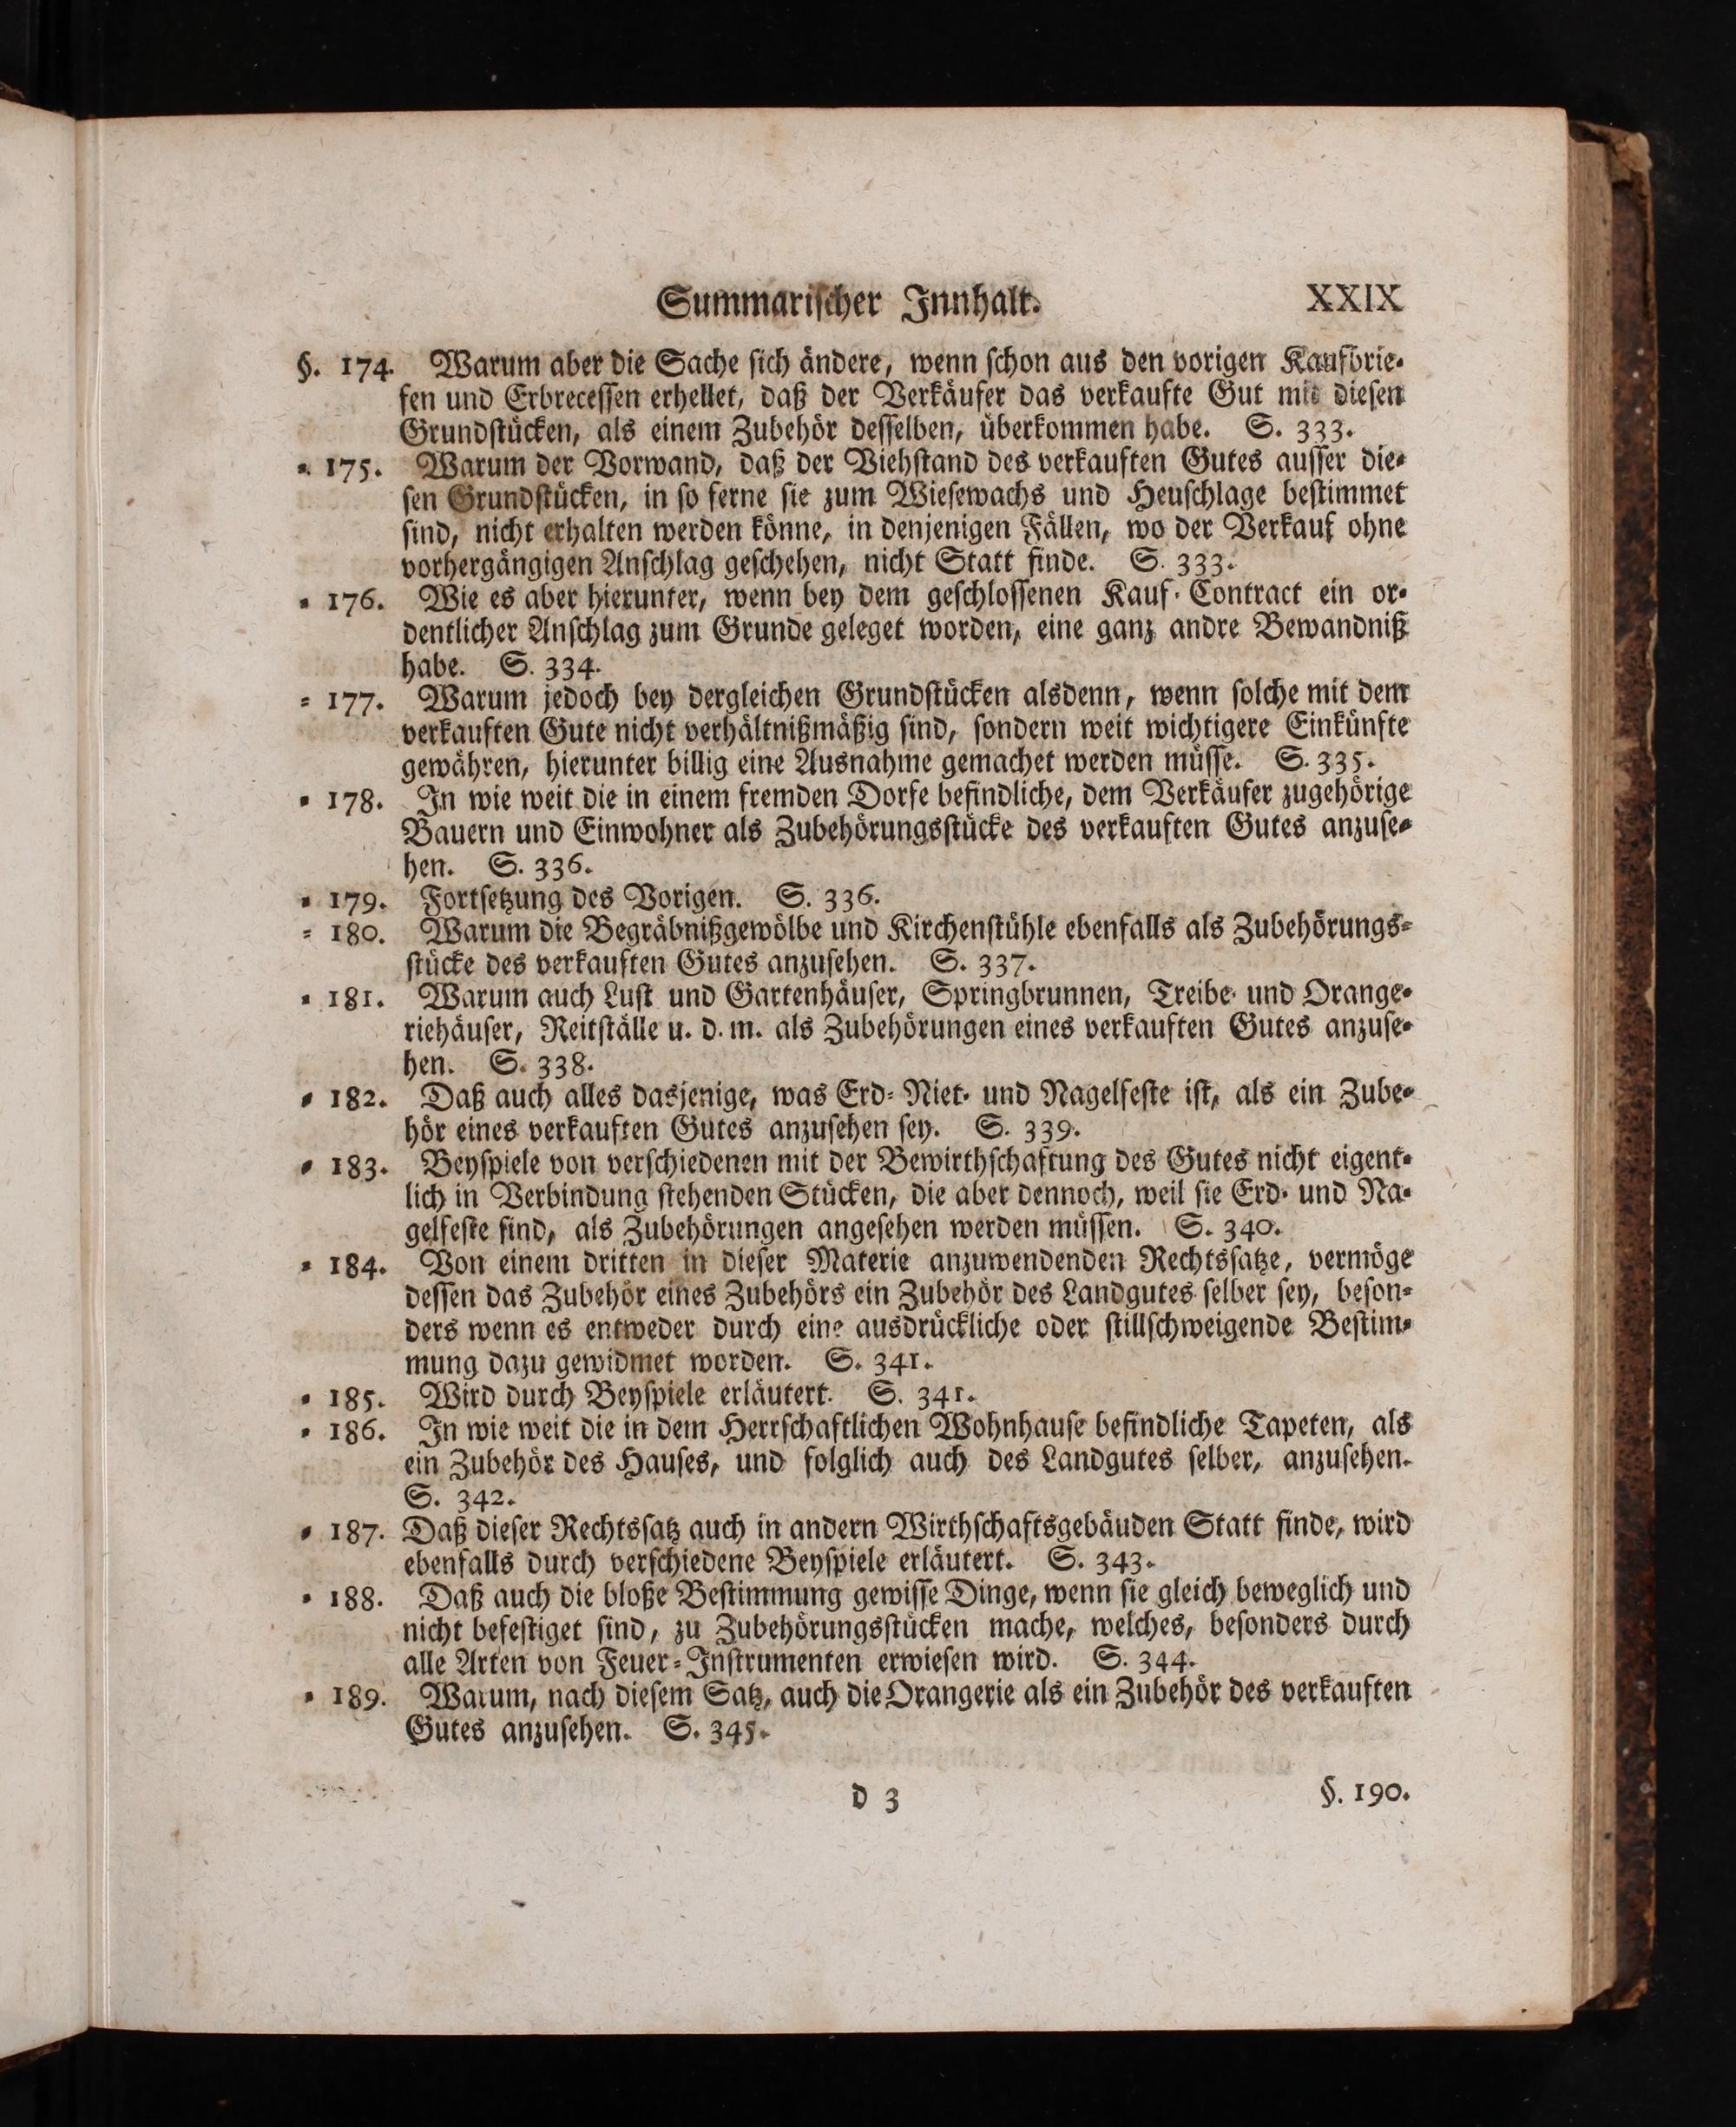 Summarischer Innhalt. XXIX
§. 174. Warum aber die Sache sich ändere, wenn schon aus den vorigen Kaufbrie-
fen und Erbrecessen erhellet, daß der Verkäufer das verkaufte Gut mit diesen
Grundstücken, als einem Zubehör desselben, überkommen habe. S. 333.
= 175. Warum der Vorwand, daß der Viehstand des verkauften Gutes ausser die-
sen Grundstücken, in so ferne sie zum Wiesewachs und Heuschlage bestimmet
sind, nicht erhalten werden könne, in denjenigen Fällen, wo der Verkauf ohne
vorhergängigen Anschlag geschehen, nicht Statt finde. S. 333.
= 176. Wie es aber hierunter, wenn bey dem geschlossenen Kauf-Contract ein or-
dentlicher Anschlag zum Grunde geleget worden, eine ganz andre Bewandniß
habe. S. 334.
= 177. Warum jedoch bey dergleichen Grundstücken alsdenn, wenn solche mit dem
verkauften Gute nicht verhältnißmäßig sind, sondern weit wichtigere Einkünfte
gewähren, hierunter billig eine Ausnahme gemachet werden müsse. S. 335.
= 178. In wie weit die in einem fremden Dorfe befindliche, dem Verkäufer zugehörige
Bauern und Einwohner als Zubehörungsstücke des verkauften Gutes anzuse-
hen. S. 336.
= 179. Fortsetzung des Vorigen. S. 336.
= 180. Warum die Begräbnißgewölbe und Kirchenstühle ebenfalls als Zubehörungs-
stücke des verkauften Gutes anzusehen. S. 337.
= 181. Warum auch Lust und Gartenhäuser, Springbrunnen, Treibe- und Orange-
riehäuser, Reitställe u. d. m. als Zubehörungen eines verkauften Gutes anzuse-
hen. S. 338.
= 182. Daß auch alles dasjenige, was Erd- Niet- und Nagelfeste ist, als ein Zube-
hör eines verkauften Gutes anzusehen sey. S. 339.
= 183. Beyspiele von verschiedenen mit der Bewirthschaftung des Gutes nicht eigent-
lich in Verbindung stehenden Stücken, die aber dennoch, weil sie Erd- und Na-
gelfeste sind, als Zubehörungen angesehen werden müssen. S. 340.
= 184. Von einem dritten in dieser Materie anzuwendenden Rechtssatze, vermöge
dessen das Zubehör eines Zubehörs ein Zubehör des Landgutes selber sey, beson-
ders wenn es entweder durch eine ausdrückliche oder stillschweigende Bestim-
mung dazu gewidmet worden. S. 341.
= 185. Wird durch Beyspiele erläutert. S. 341.
= 186. In wie weit die in dem Herrschaftlichen Wohnhause befindliche Tapeten, als
ein Zubehör des Hauses, und folglich auch des Landgutes selber, anzusehen.
S. 342.
= 187. Daß dieser Rechtssatz auch in andern Wirthschaftsgebäuden Statt finde, wird
ebenfalls durch verschiedene Beyspiele erläutert. S. 343.
= 188. Daß auch die bloße Bestimmung gewisse Dinge, wenn sie gleich beweglich und
nicht befestiget sind, zu Zubehörungsstücken mache, welches, besonders durch
alle Arten von Feuer-Instrumenten erwiesen wird. S. 344.
= 189. Warum, nach diesem Satz, auch die Orangerie als ein Zubehör des verkauften
Gutes anzusehen. S. 345.
d 3 §. 190.